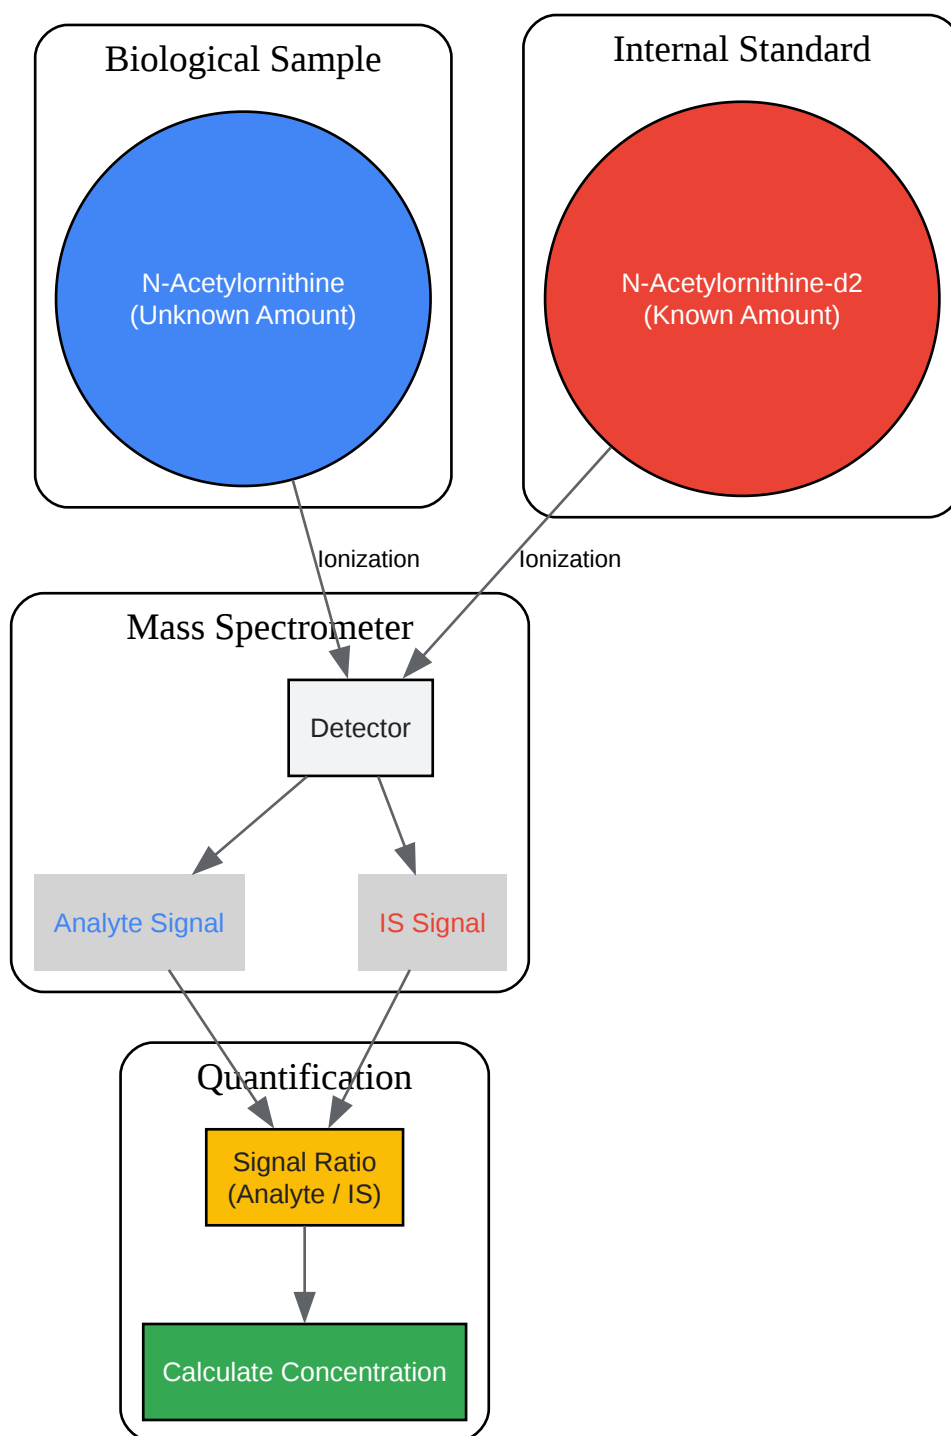 Biological Sample
Internal Standard
N-Acetylornithine
(Unknown Amount)
N-Acetylornithine-d2
(Known Amount)
Ionization
Ionization
Mass Spectrometer
Detector
Analyte Signal
IS Signal
Quantification
Signal Ratio
(Analyte / IS)
Calculate Concentration